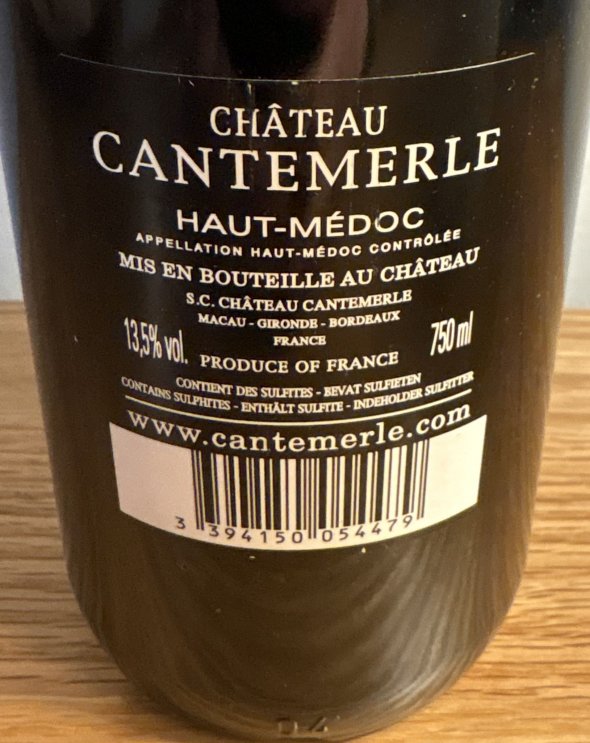 CHÂTEAU
CANTEMERLE
HAUT-MÉDOC
APPELLATION HAUT-MÉDOC CONTRÔLÉE
MIS EN BOUTEILLE AU CHÂTEAU
S.C. CHÂTEAU CANTEMERLE
MACAU - GIRONDE - BORDEAUX
FRANCE
13,5% vol.
750 ml
PRODUCE OF FRANCE
CONTIENT DES SULFITES - BEVAT SULFIETEN
CONTAINS SULPHITES - ENTHÄLT SULFITE - INDEHOLDER SULFITTER
www.cantemerle.com
3 394150 054479